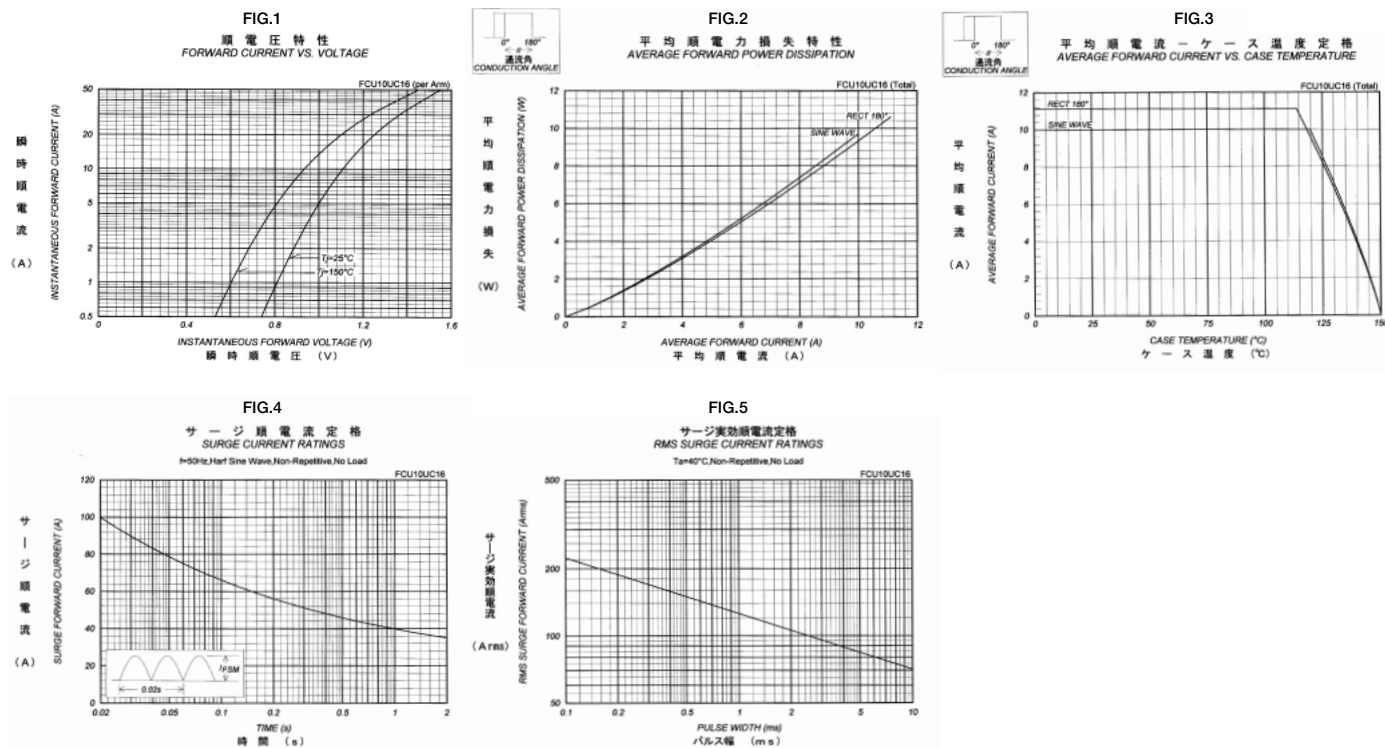 FIG.1
順電圧特性
FORWARD CURRENT VS. VOLTAGE
FCU10UC16 (per Arm)
瞬時順電流 (A)
INSTANTANEOUS FORWARD CURRENT (A)
50
20
10
5
2
1
0.5
Tj=25°C
Tj=150°C
0 0.4 0.6 0.8 1.0 1.2 1.6
INSTANTANEOUS FORWARD VOLTAGE (V)
瞬時順電圧 (V)
FIG.2
0° 180°
θ
通流角
CONDUCTION ANGLE
平均順電力損失特性
AVERAGE FORWARD POWER DISSIPATION
FCU10UC16 (Total)
平均順電力損失 (W)
AVERAGE FORWARD POWER DISSIPATION (W)
12
10
8
6
4
2
0
RECT 180°
SINE WAVE
0 2 4 6 8 10 12
AVERAGE FORWARD CURRENT (A)
平均順電流 (A)
FIG.3
0° 180°
θ
通流角
CONDUCTION ANGLE
平均順電流－ケース温度定格
AVERAGE FORWARD CURRENT VS. CASE TEMPERATURE
FCU10UC16 (Total)
平均順電流 (A)
AVERAGE FORWARD CURRENT (A)
12
10
8
6
4
2
0
RECT 180°
SINE WAVE
0 25 50 75 100 125 150
CASE TEMPERATURE (°C)
ケース温度 (℃)
FIG.4
サージ順電流定格
SURGE CURRENT RATINGS
f=50Hz,Harf Sine Wave,Non-Repetitive,No Load
FCU10UC16
サージ順電流 (A)
SURGE FORWARD CURRENT (A)
120
100
80
60
40
20
0
IFSM
0.02s
0.02 0.05 0.1 0.2 0.5 1 2
TIME (s)
時間 (s)
FIG.5
サージ実効順電流定格
RMS SURGE CURRENT RATINGS
Ta=40°C,Non-Repetitive,No Load
FCU10UC16
サージ実効順電流 (Arms)
RMS SURGE FORWARD CURRENT (Arms)
500
200
100
50
0.1 0.2 0.5 1 2 5 10
PULSE WIDTH (ms)
パルス幅 (ms)